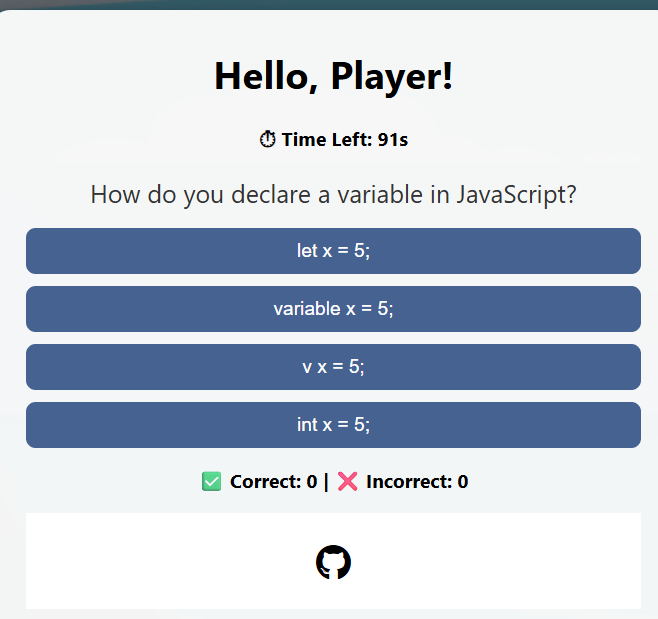 Hello, Player!
⏱ Time Left: 91s
How do you declare a variable in JavaScript?
let x = 5;
variable x = 5;
v x = 5;
int x = 5;
✅ Correct: 0 | ❌ Incorrect: 0